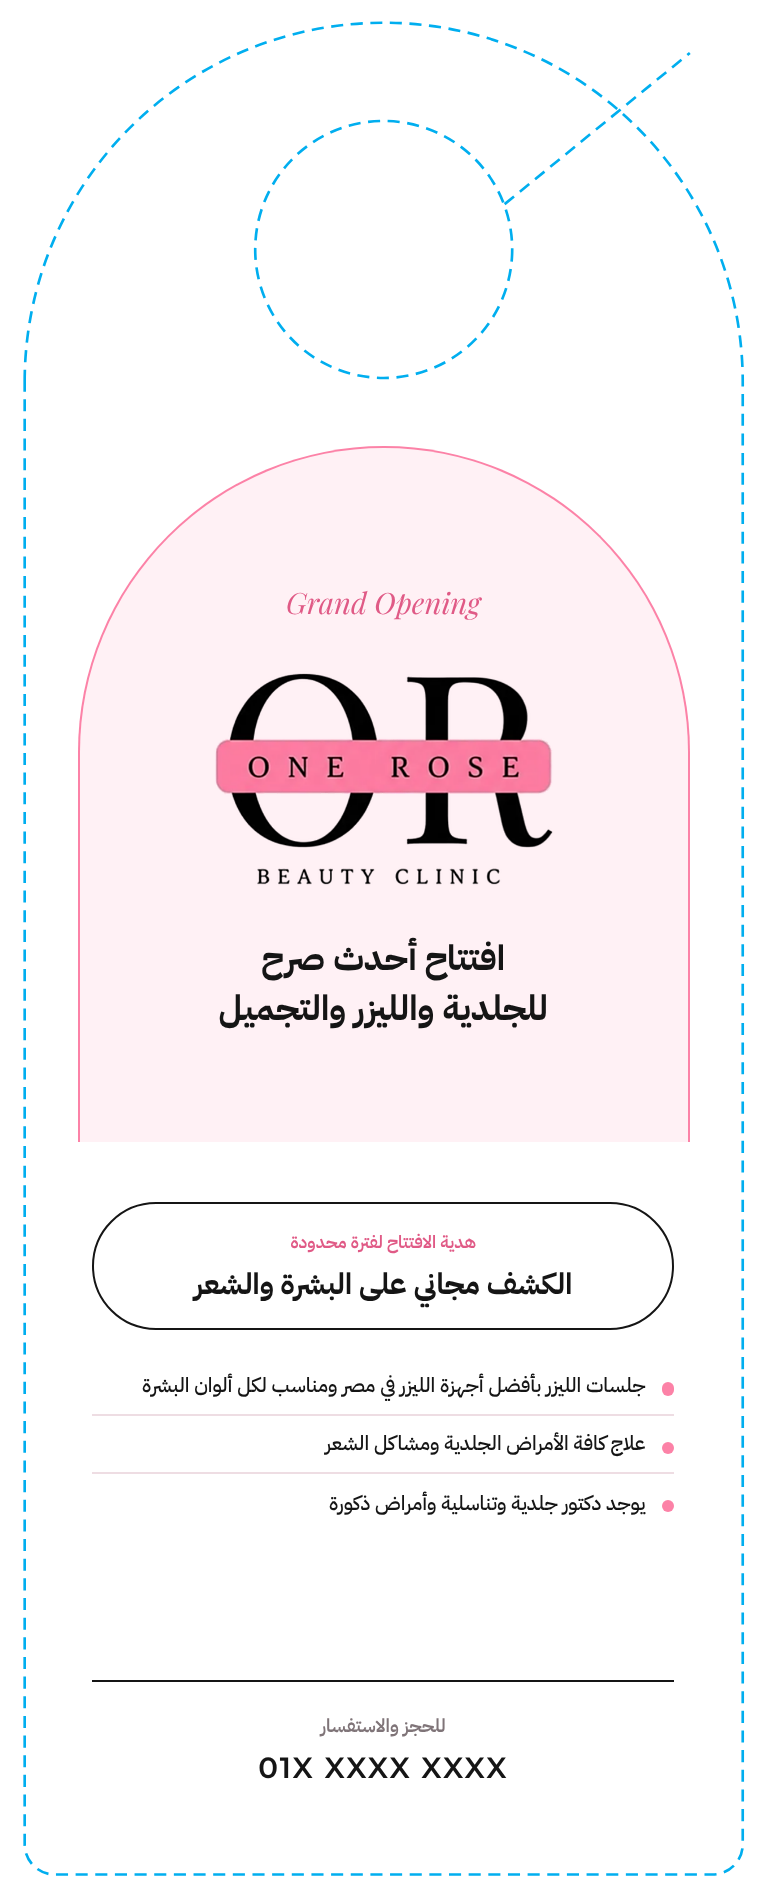 Grand Opening
OR
ONE ROSE
BEAUTY CLINIC
افتتاح أحدث صرح
للجلدية والليزر والتجميل
هدية الافتتاح لفترة محدودة
الكشف مجاني على البشرة والشعر
جلسات الليزر بأفضل أجهزة الليزر في مصر ومناسب لكل ألوان البشرة
علاج كافة الأمراض الجلدية ومشاكل الشعر
يوجد دكتور جلدية وتناسلية وأمراض ذكورة
للحجز والاستفسار
01X XXXX XXXX